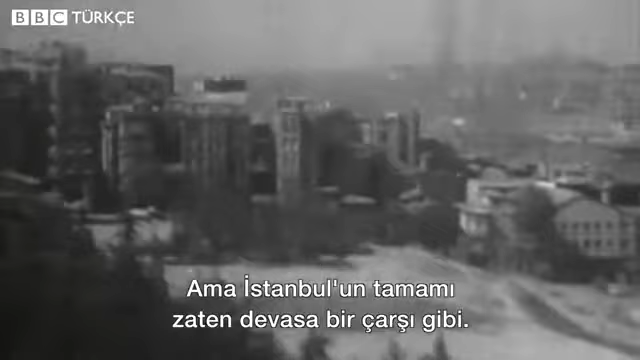 BBC TÜRKÇE
Ama İstanbul'un tamamı
zaten devasa bir çarşı gibi.